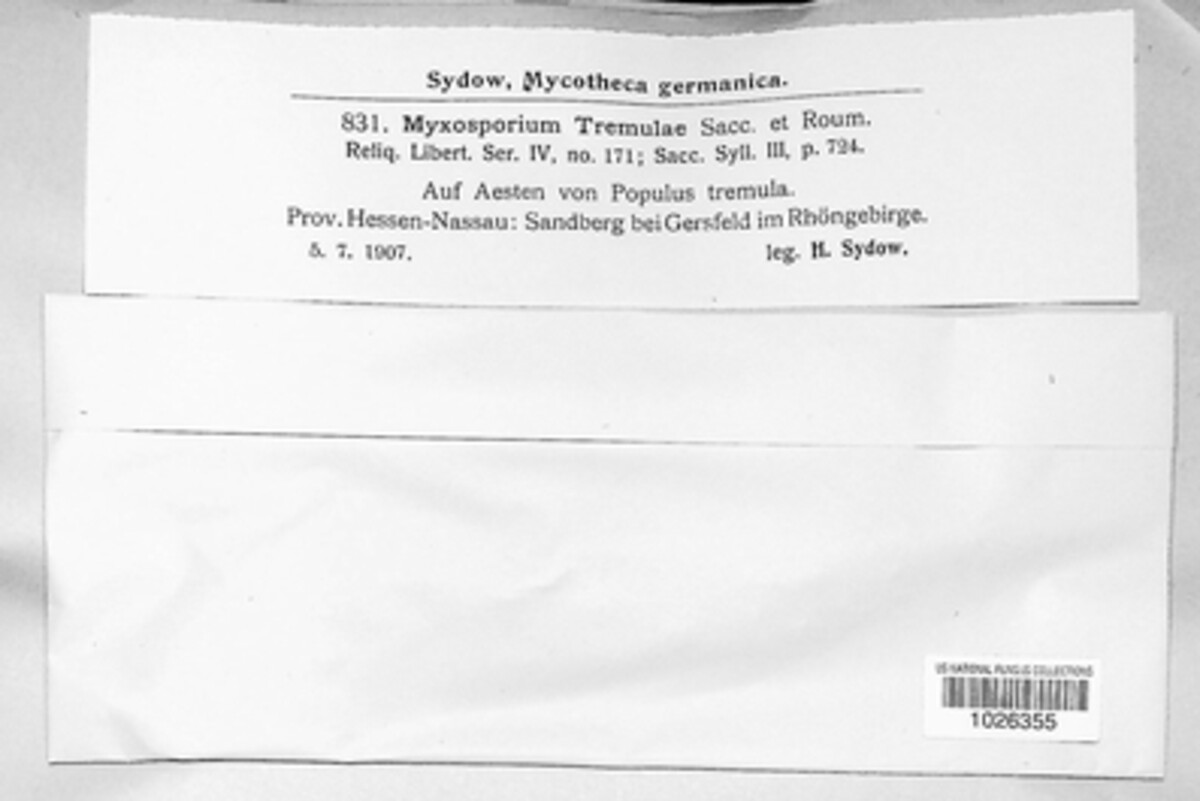 Sydow, Mycotheca germanica.
831. Myxosporium Tremulae Sacc. et Roum.
Reliq. Libert. Ser. IV, no. 171; Sacc. Syll. III, p. 724.
Auf Aesten von Populus tremula.
Prov. Hessen-Nassau: Sandberg bei Gersfeld im Rhöngebirge.
5. 7. 1907. leg. H. Sydow.
US NATIONAL FUNGUS COLLECTIONS
1026355